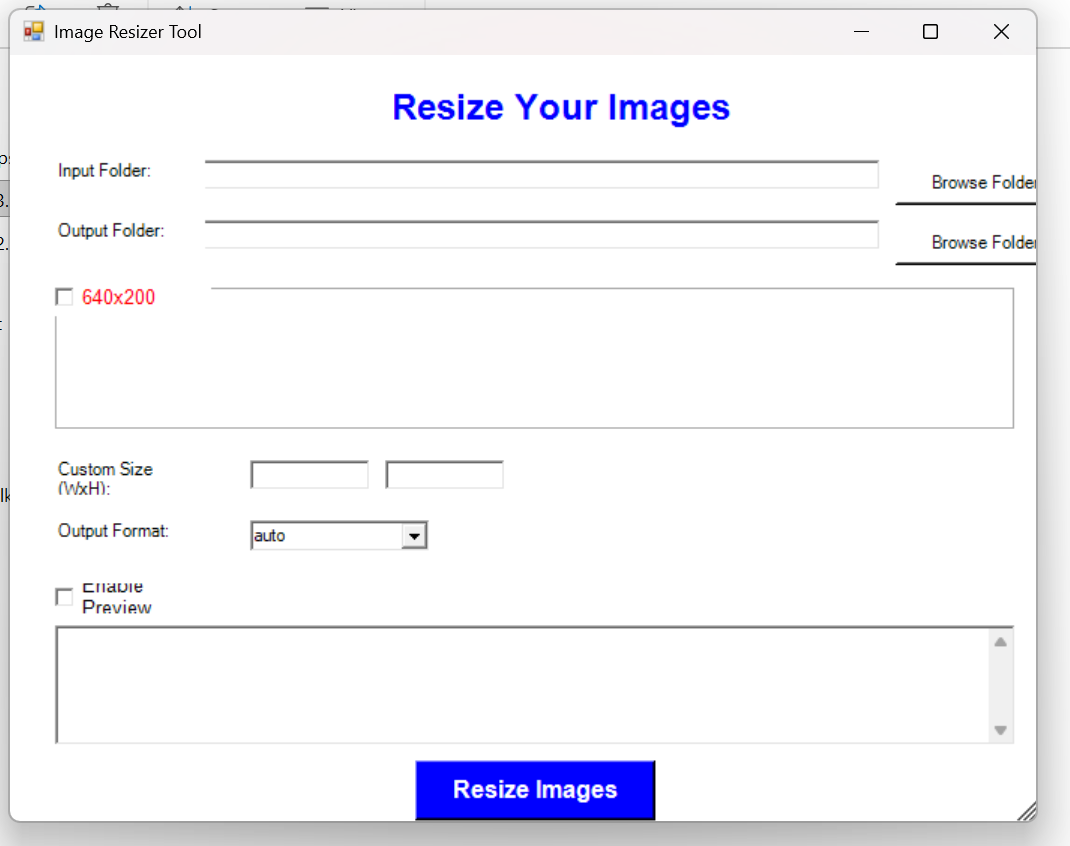 Image Resizer Tool
Resize Your Images
Input Folder:
Browse Folder
Output Folder:
Browse Folder
640x200
Custom Size
(WxH):
Output Format:
auto
Enable
Preview
Resize Images